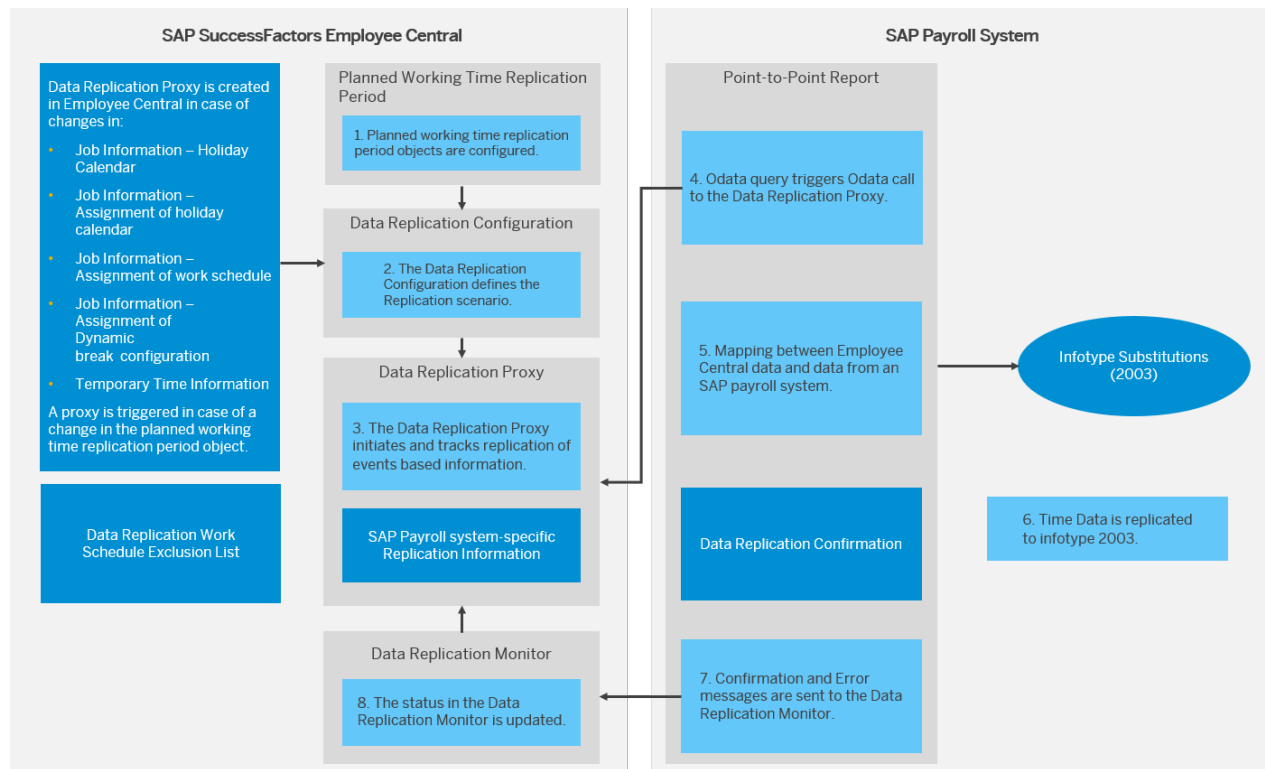 SAP SuccessFactors Employee Central
Data Replication Proxy is created
in Employee Central in case of
changes in:
• Job Information – Holiday
Calendar
• Job Information –
Assignment of holiday
calendar
• Job Information –
Assignment of work schedule
• Job Information –
Assignment of
Dynamic
break configuration
• Temporary Time Information
A proxy is triggered in case of a
change in the planned working
time replication period object.
Data Replication Work
Schedule Exclusion List
Planned Working Time Replication
Period
1. Planned working time replication
period objects are configured.
Data Replication Configuration
2. The Data Replication
Configuration defines the
Replication scenario.
Data Replication Proxy
3. The Data Replication Proxy
initiates and tracks replication of
events based information.
SAP Payroll system-specific
Replication Information
Data Replication Monitor
8. The status in the Data
Replication Monitor is updated.
SAP Payroll System
Point-to-Point Report
4. Odata query triggers Odata call
to the Data Replication Proxy.
5. Mapping between Employee
Central data and data from an
SAP payroll system.
Data Replication Confirmation
7. Confirmation and Error
messages are sent to the Data
Replication Monitor.
Infotype Substitutions
(2003)
6. Time Data is replicated
to infotype 2003.